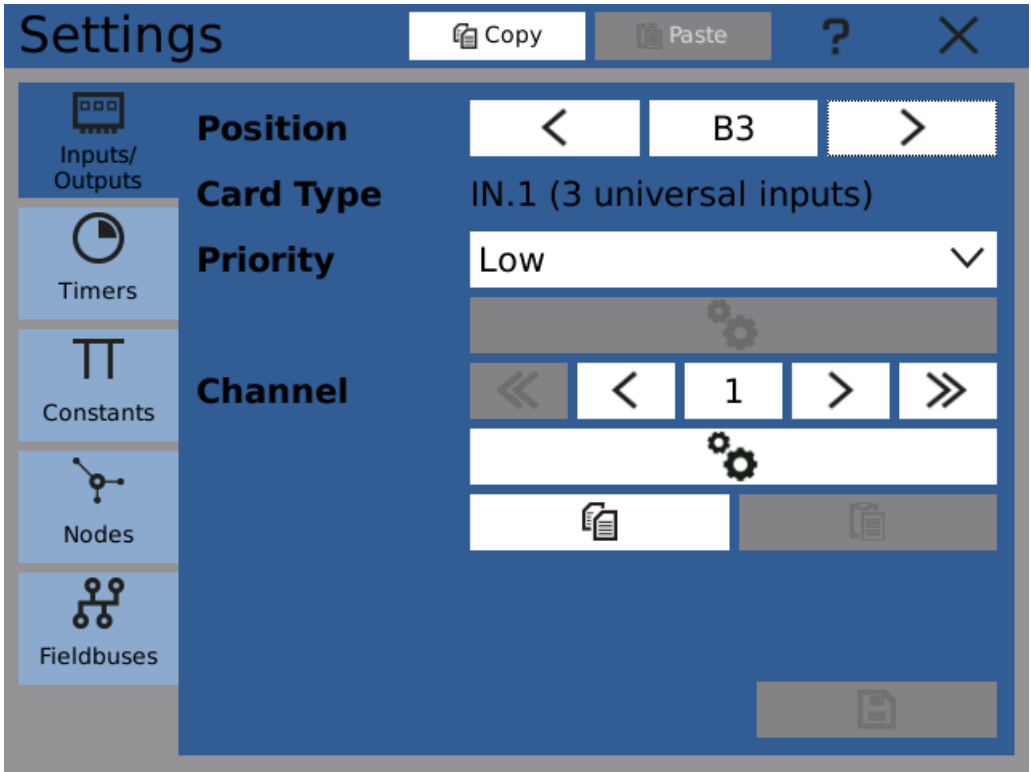 Settings
Copy
Paste
?
Inputs/
Outputs
Timers
Constants
Nodes
Fieldbuses
Position
B3
Card Type
IN.1 (3 universal inputs)
Priority
Low
Channel
1